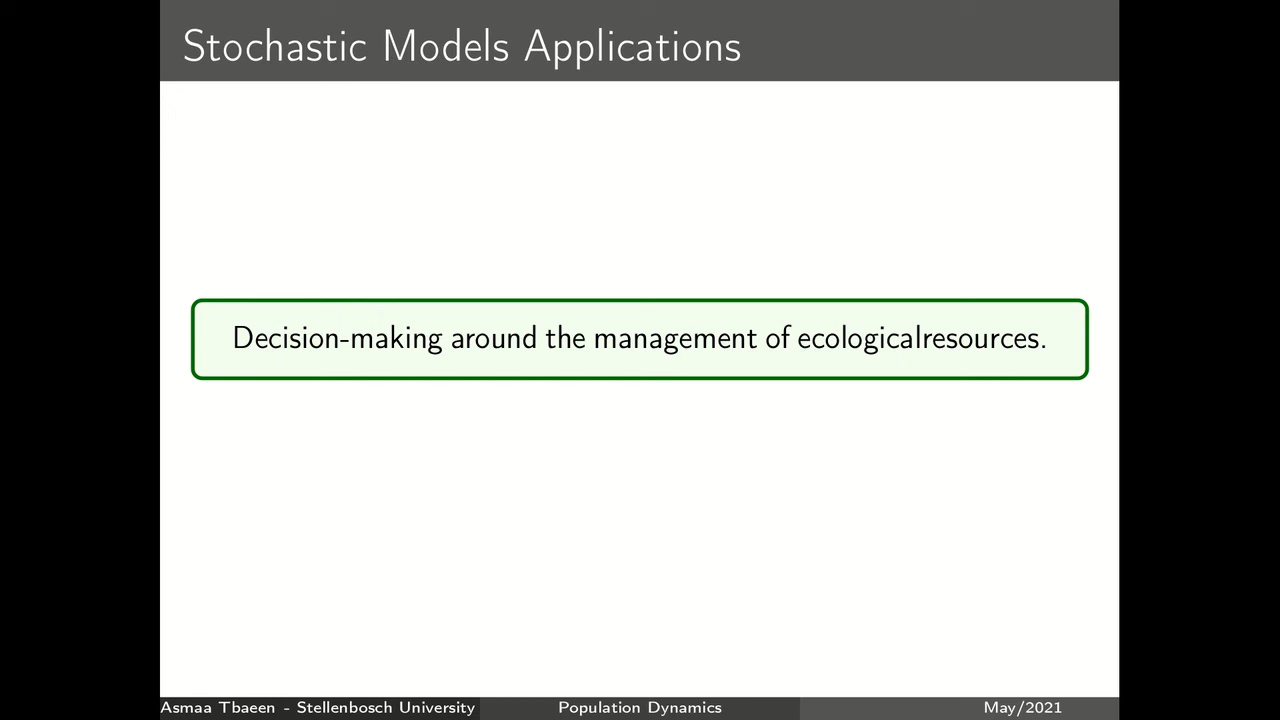 Stochastic Models Applications
Decision-making around the management of ecologicalresources.
Asmaa Tbaeen - Stellenbosch University
Population Dynamics
May/2021